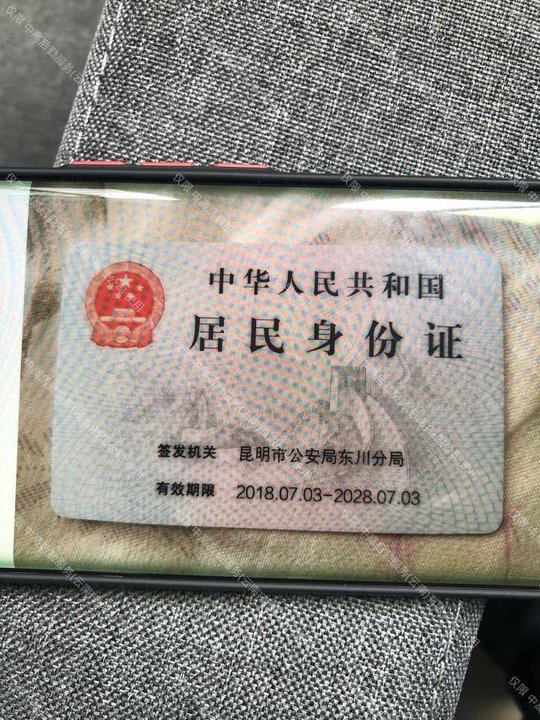 中华人民共和国
居民身份证
签发机关 昆明市公安局东川分局
有效期限 2018.07.03-2028.07.03